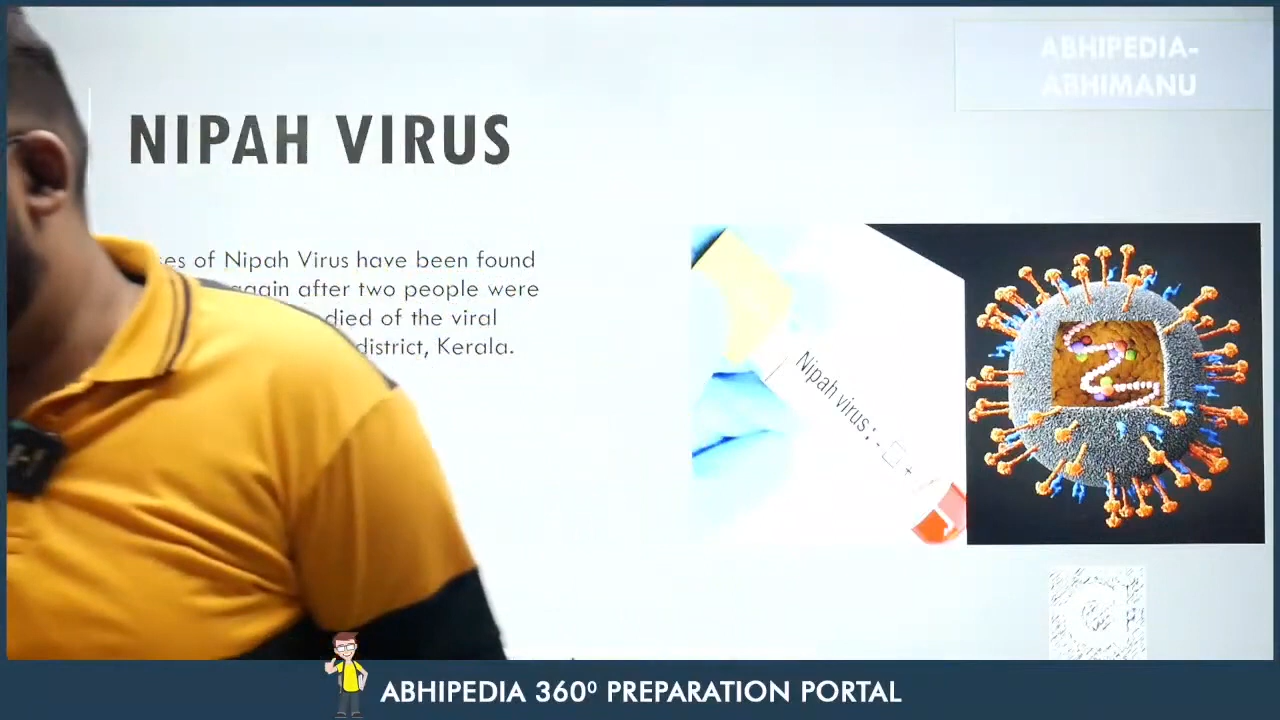 ABHIPEDIA-
ABHIMANU
NIPAH VIRUS
of Nipah Virus have been found
again after two people were
died of the viral
district, Kerala.
Nipah virus: - □ +
ABHIPEDIA 360⁰ PREPARATION PORTAL